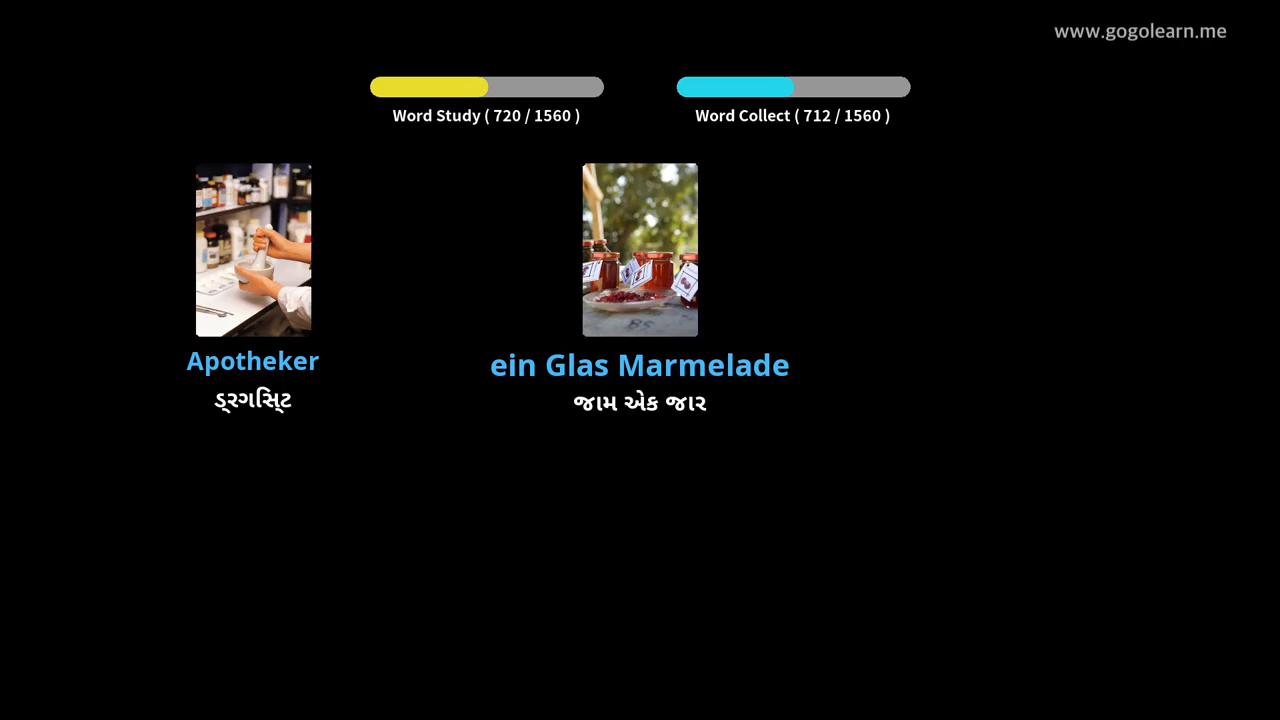 www.gogolearn.me
Word Study ( 720 / 1560 )
Word Collect ( 712 / 1560 )
Apotheker
ડ્રગસ્ટિ
ein Glas Marmelade
જામ એક જાર